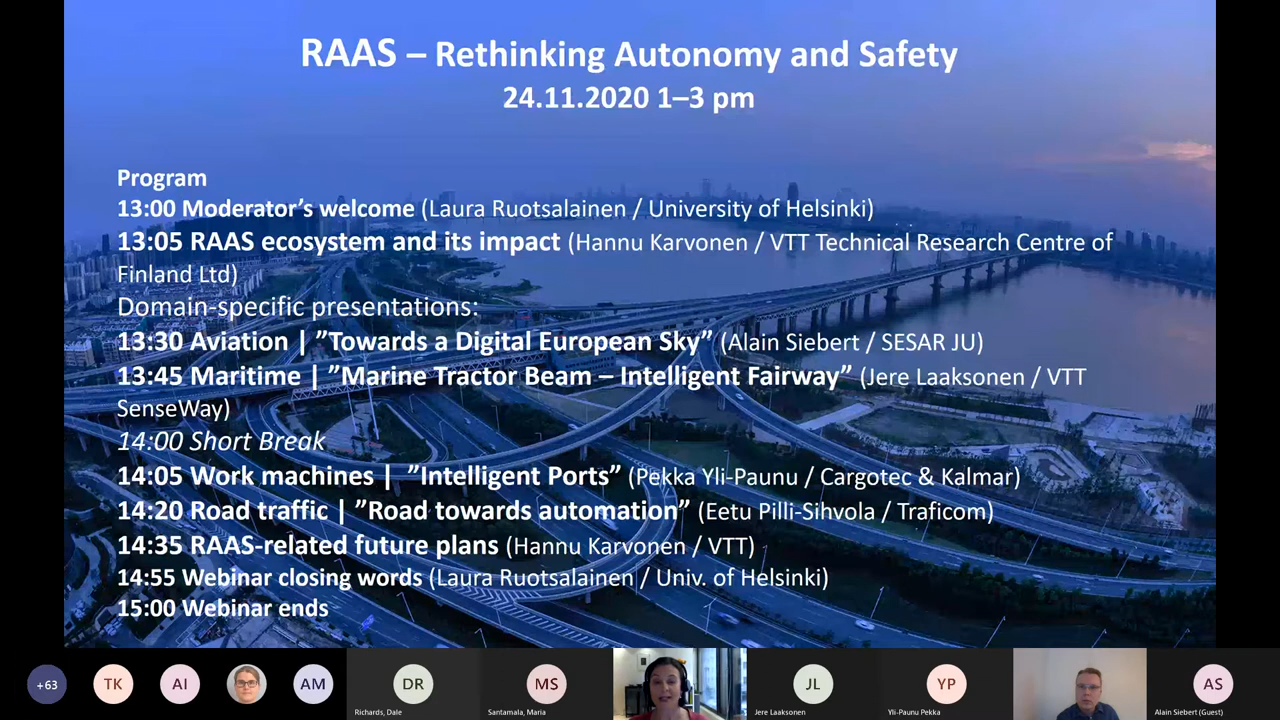 RAAS – Rethinking Autonomy and Safety
24.11.2020 1–3 pm
Program
13:00 Moderator’s welcome (Laura Ruotsalainen / University of Helsinki)
13:05 RAAS ecosystem and its impact (Hannu Karvonen / VTT Technical Research Centre of
Finland Ltd)
Domain-specific presentations:
13:30 Aviation | ”Towards a Digital European Sky” (Alain Siebert / SESAR JU)
13:45 Maritime | ”Marine Tractor Beam – Intelligent Fairway” (Jere Laaksonen / VTT
SenseWay)
14:00 Short Break
14:05 Work machines | ”Intelligent Ports” (Pekka Yli-Paunu / Cargotec & Kalmar)
14:20 Road traffic | ”Road towards automation” (Eetu Pilli-Sihvola / Traficom)
14:35 RAAS-related future plans (Hannu Karvonen / VTT)
14:55 Webinar closing words (Laura Ruotsalainen / Univ. of Helsinki)
15:00 Webinar ends
+63 TK AI AM DR MS JL YP AS
Richards, Dale Santamala, Maria Jere Laaksonen Yli-Paunu Pekka Alain Siebert (Guest)